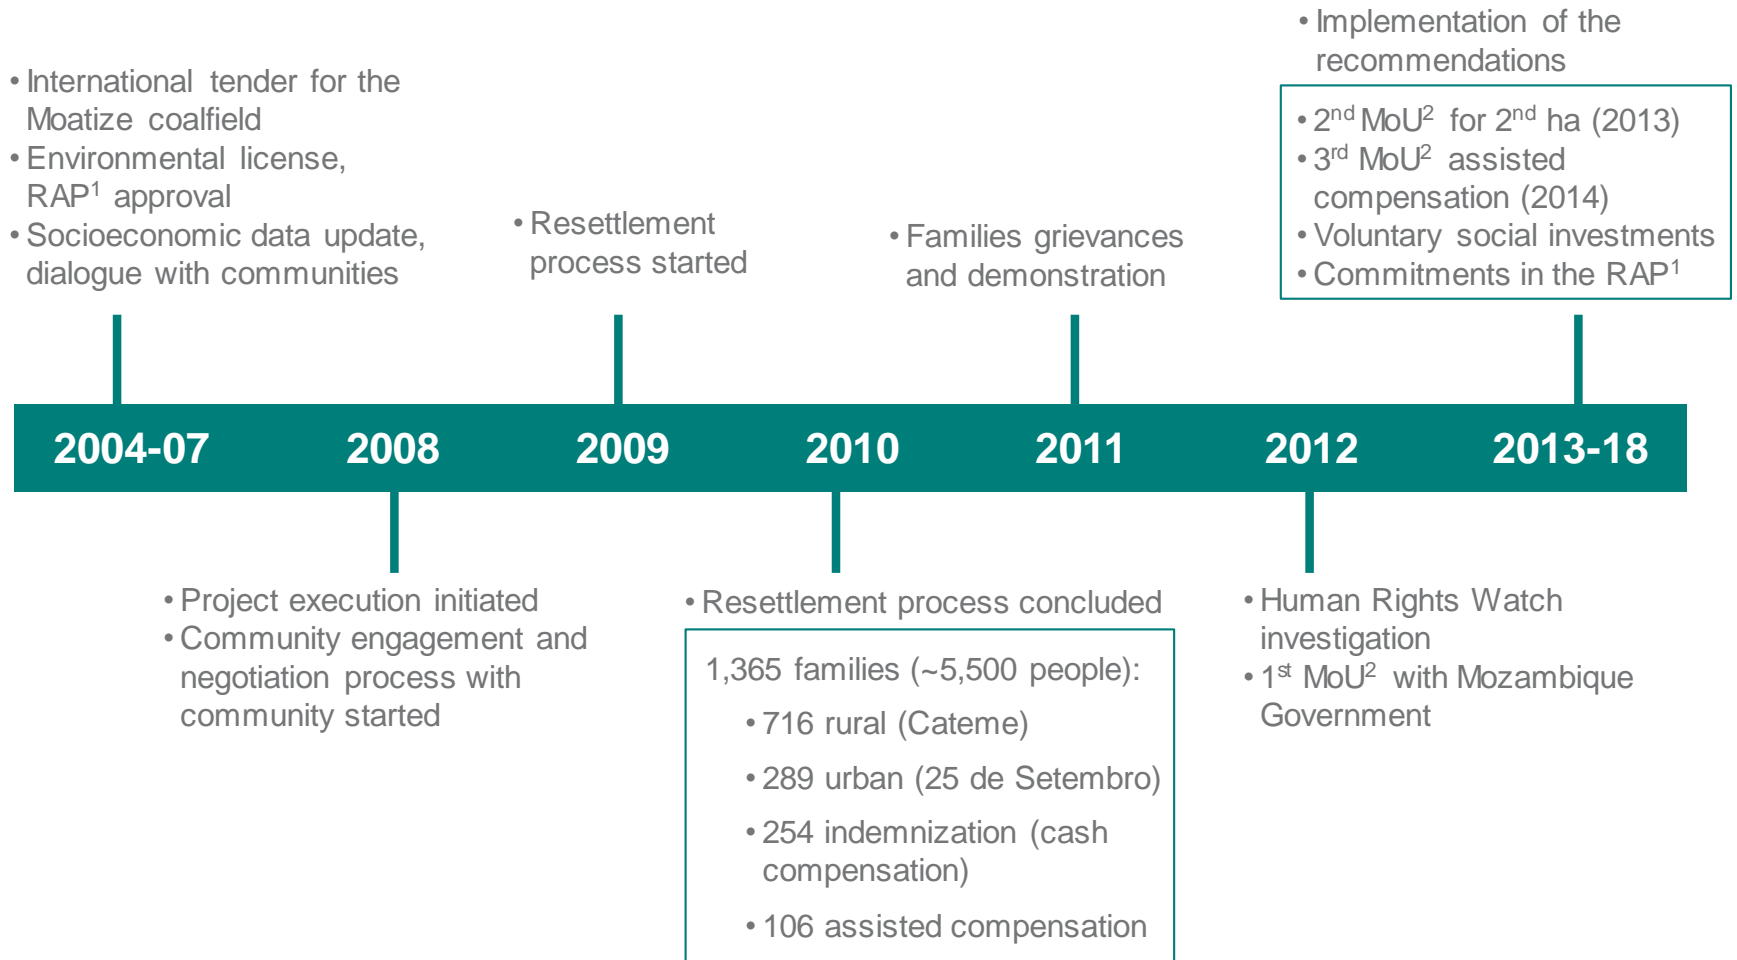 • International tender for the
Moatize coalfield
• Environmental license,
RAP¹ approval
• Socioeconomic data update,
dialogue with communities
• Resettlement
process started
• Families grievances
and demonstration
• Implementation of the
recommendations
• 2nd MoU² for 2nd ha (2013)
• 3rd MoU² assisted
compensation (2014)
• Voluntary social investments
• Commitments in the RAP¹
2004-07 2008 2009 2010 2011 2012 2013-18
• Project execution initiated
• Community engagement and
negotiation process with
community started
• Resettlement process concluded
1,365 families (~5,500 people):
• 716 rural (Cateme)
• 289 urban (25 de Setembro)
• 254 indemnization (cash
compensation)
• 106 assisted compensation
• Human Rights Watch
investigation
• 1st MoU² with Mozambique
Government